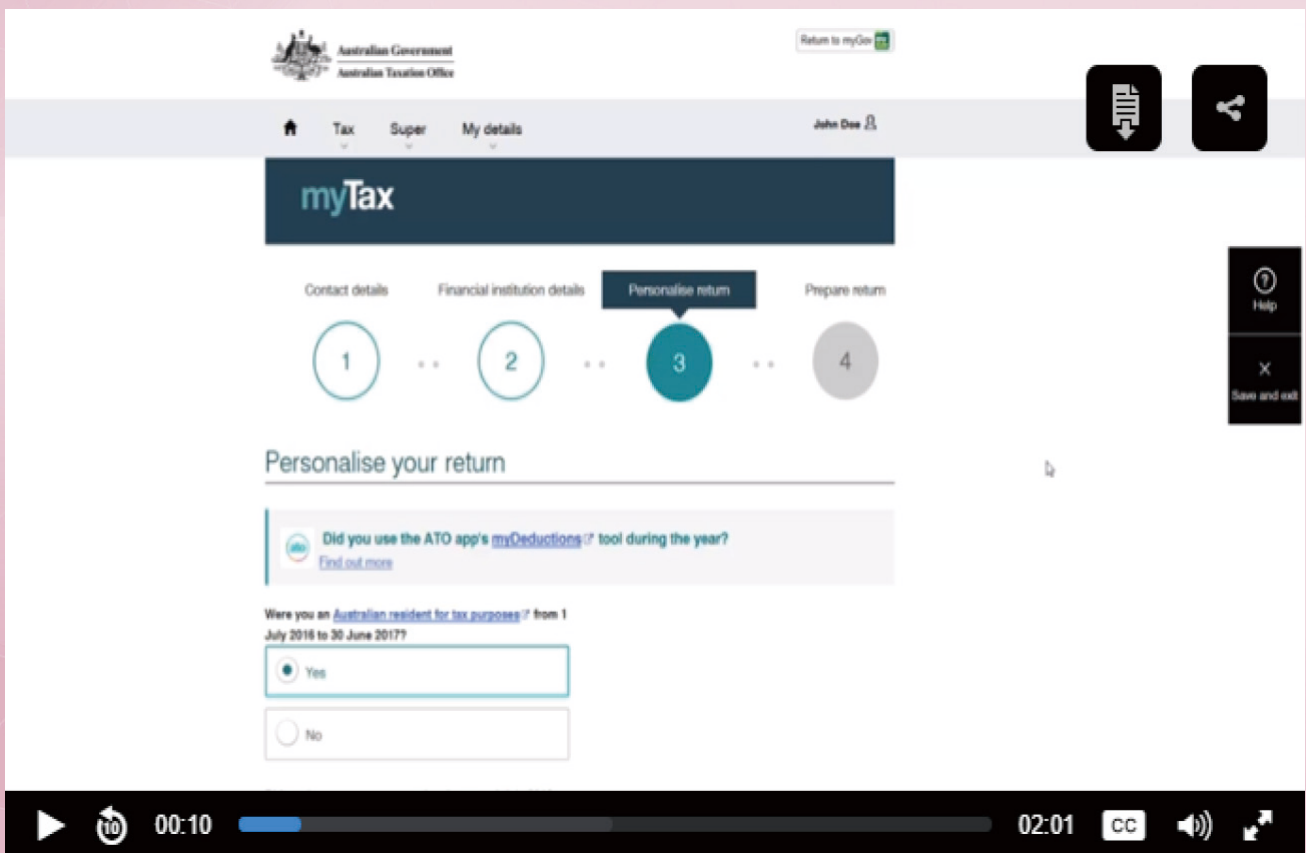 Australian Government
Australian Taxation Office
Return to myGov
Tax Super My details
John Doe
myTax
Contact details Financial institution details Personalise return Prepare return
1 2 3 4
Help
Save and exit
Personalise your return
Did you use the ATO app's myDeductions tool during the year?
ato
Find out more
Were you an Australian resident for tax purposes from 1
July 2016 to 30 June 2017?
Yes
No
10 00:10 02:01 CC